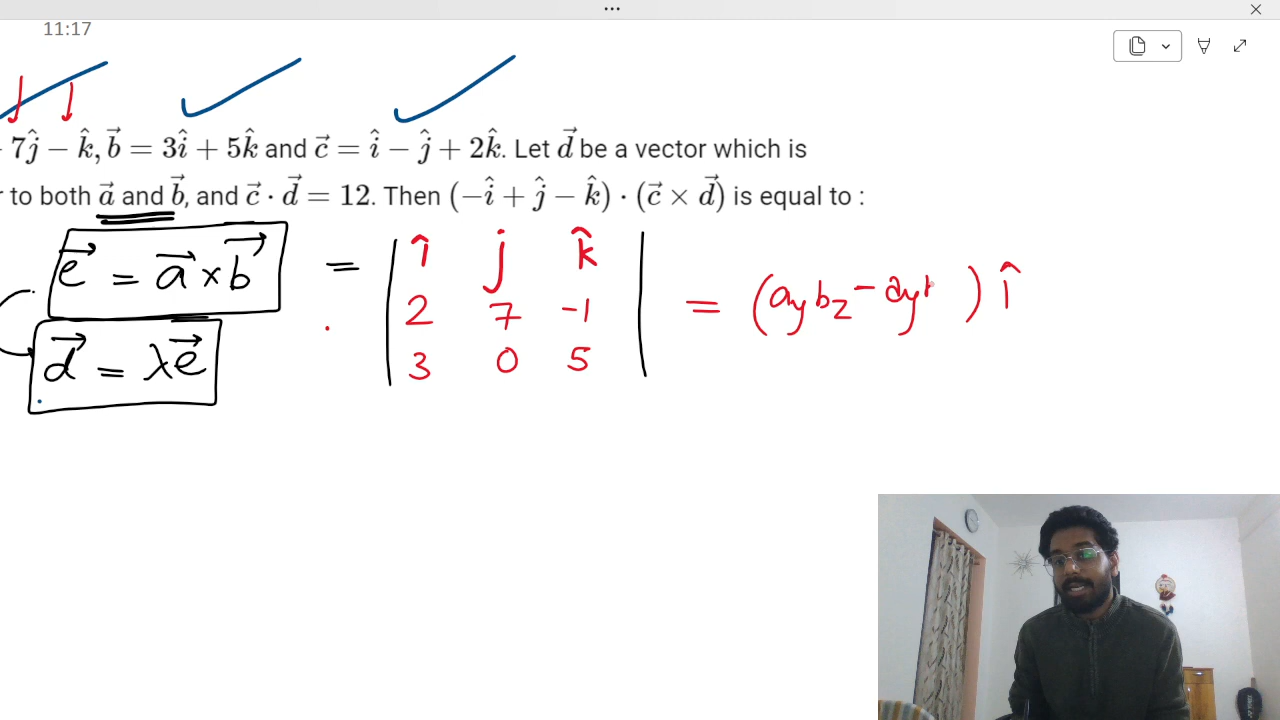 11:17
7ĵ − k̂, b⃗ = 3î + 5k̂ and c⃗ = î − ĵ + 2k̂. Let d⃗ be a vector which is
r to both a⃗ and b⃗, and c⃗ · d⃗ = 12. Then (−î + ĵ − k̂) · (c⃗ × d⃗) is equal to :
e⃗ = a⃗ × b⃗ = | î j k̂ | = (ay bz − ay ) î
2 7 -1
d⃗ = λe⃗
3 0 5